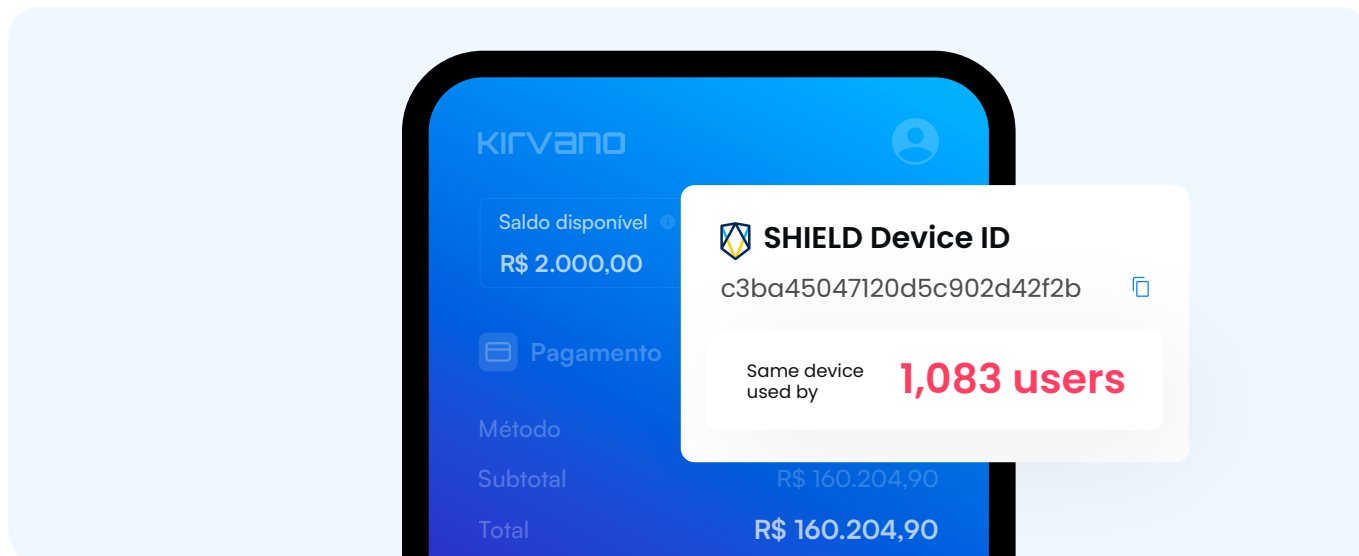 Kirvano
Saldo disponível
R$ 2.000,00
SHIELD Device ID
c3ba45047120d5c902d42f2b
Same device
used by
1,083 users
Pagamento
Método
Subtotal
R$ 160.204,90
Total
R$ 160.204,90